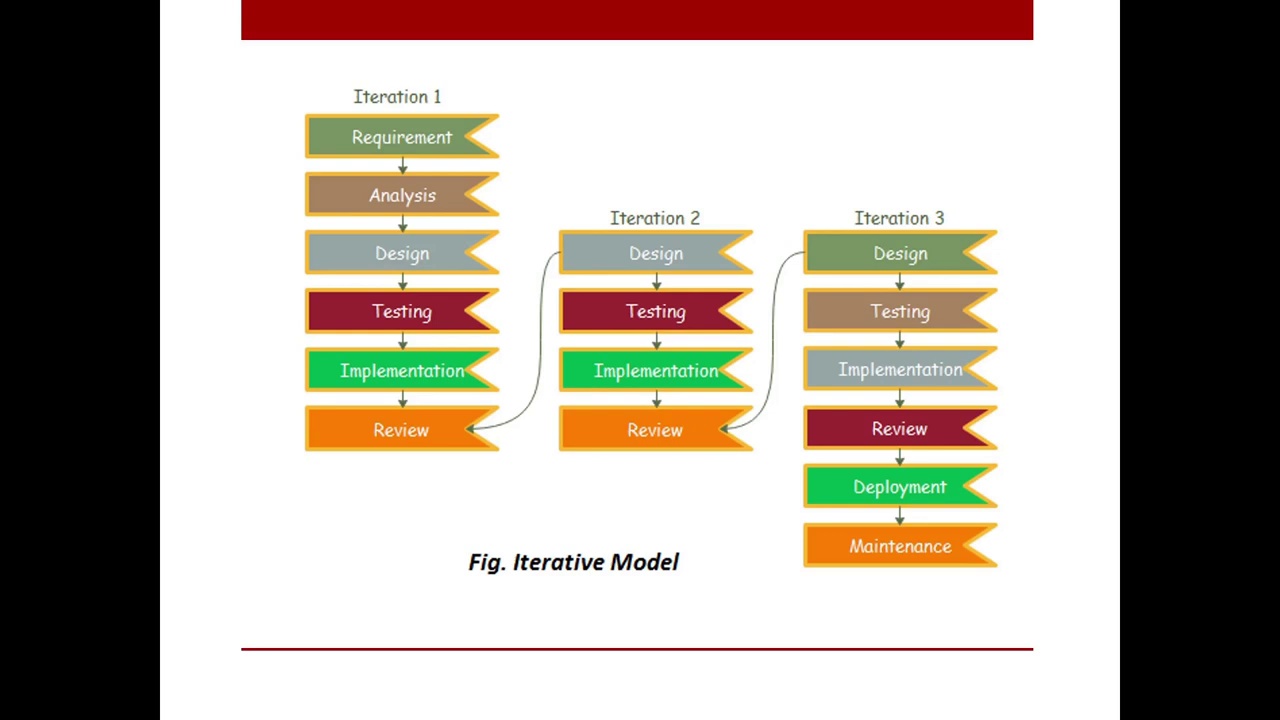 Iteration 1
Requirement
Analysis
Design
Testing
Implementation
Review
Iteration 2
Design
Testing
Implementation
Review
Iteration 3
Design
Testing
Implementation
Review
Deployment
Maintenance
Fig. Iterative Model